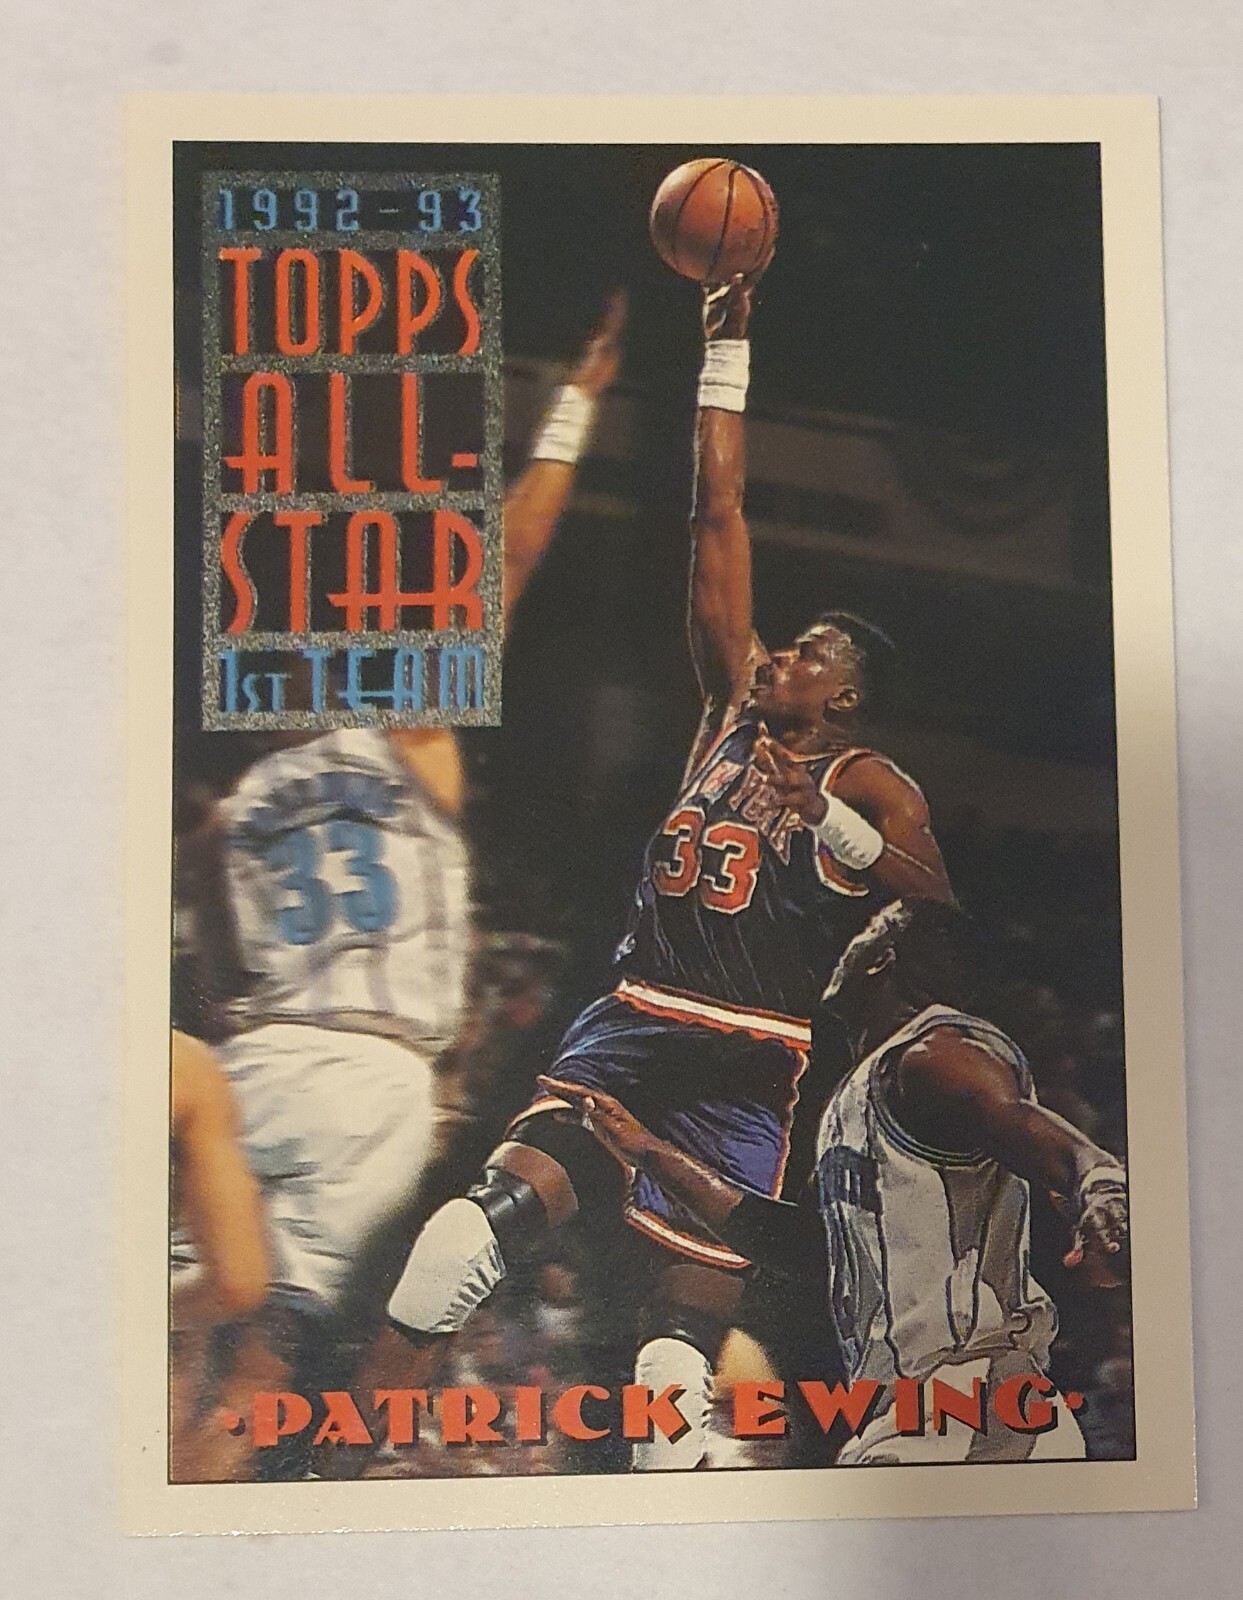 1992-93
TOPPS
ALL-
STAR
1ST TEAM
33
NEW YORK
33
·PATRICK EWING·